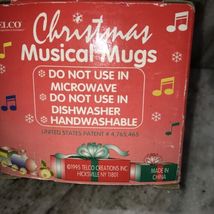 ELCO®
Christmas
Musical Mugs
• DO NOT USE IN
MICROWAVE
• DO NOT USE IN
DISHWASHER
• HANDWASHABLE
UNITED STATES PATENT # 4,765,465
©1995 TELCO CREATIONS INC
HICKSVILLE NY 11801
MADE IN
CHINA